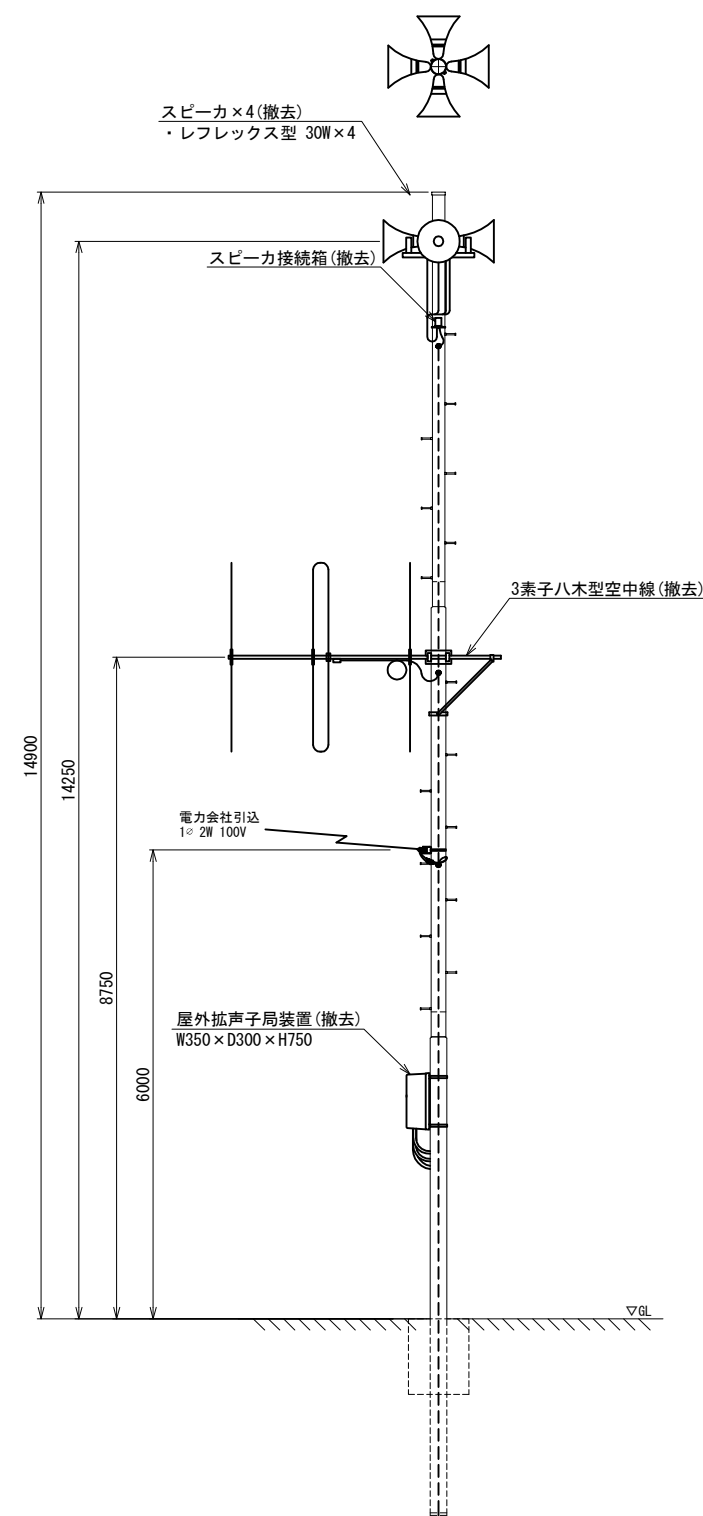 スピーカ×4(撤去)
・レフレックス型 30W×4
スピーカ接続箱(撤去)
3素子八木型空中線(撤去)
14900
14250
電力会社引込
1∅ 2W 100V
8750
6000
屋外拡声子局装置(撤去)
W350×D300×H750
▽GL